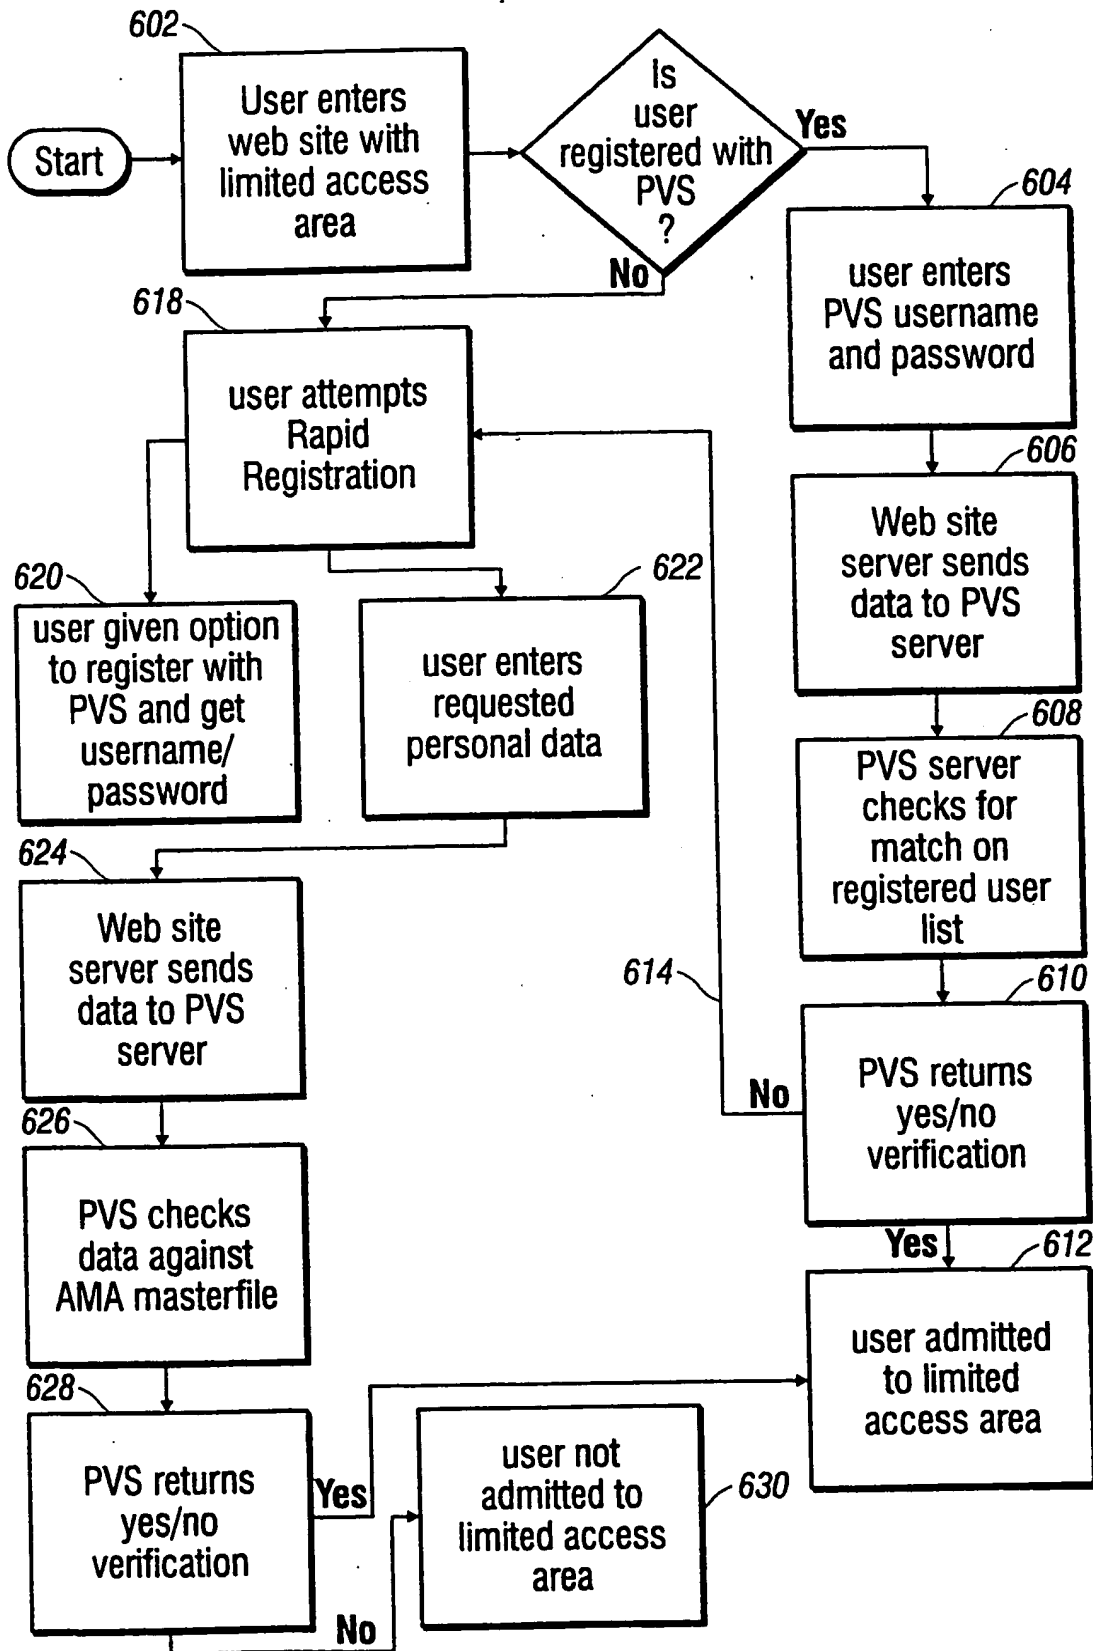 602
User enters
web site with
limited access
area
Start
Is
user
registered with
PVS
?
Yes
No
604
user enters
PVS username
and password
618
user attempts
Rapid
Registration
606
Web site
server sends
data to PVS
server
620
user given option
to register with
PVS and get
username/
password
622
user enters
requested
personal data
608
PVS server
checks for
match on
registered user
list
624
Web site
server sends
data to PVS
server
614
610
PVS returns
yes/no
verification
No
Yes
626
PVS checks
data against
AMA masterfile
612
user admitted
to limited
access area
628
PVS returns
yes/no
verification
Yes
No
user not
admitted to
limited access
area
630